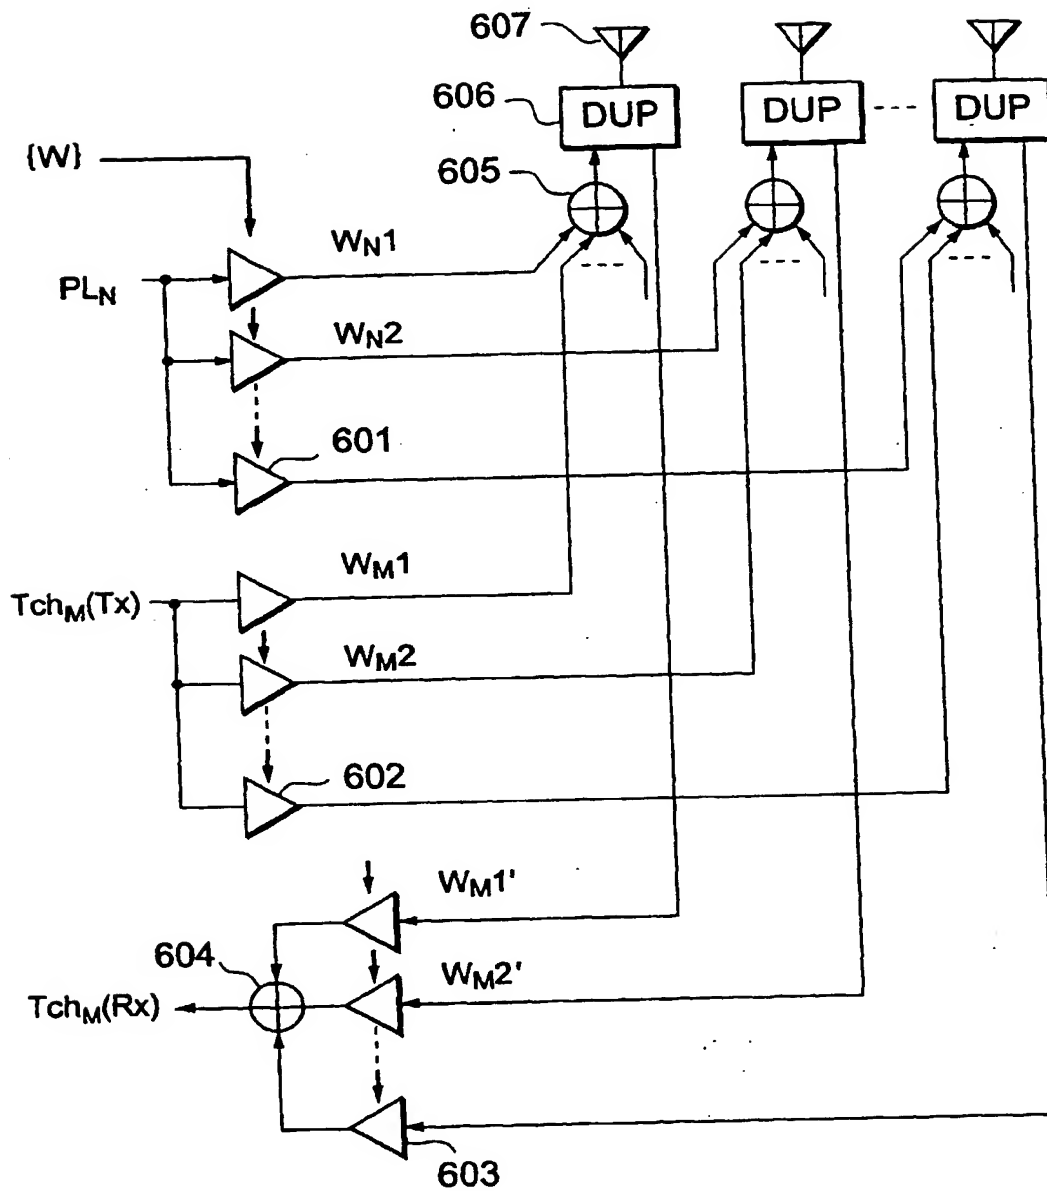 607
606
DUP
DUP
DUP
{W}
605
WN1
PLN
WN2
601
WM1
TchM(Tx)
WM2
602
WM1'
604
WM2'
TchM(Rx)
603